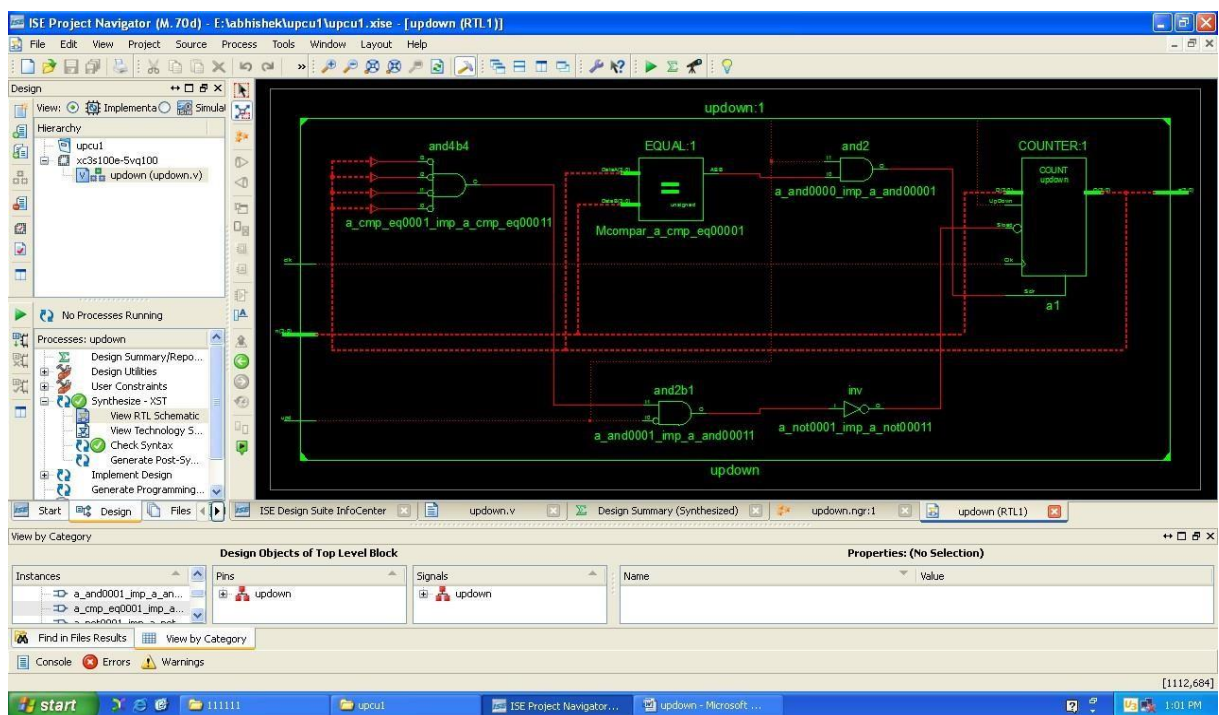 ISE Project Navigator (M.70d) - E:\abhishek\upcu1\upcu1.xise - [updown (RTL1)]
File Edit View Project Source Process Tools Window Layout Help
Design
View: Implementa Simulat
Hierarchy
upcu1
xc3s100e-5vq100
updown (updown.v)
No Processes Running
Processes: updown
Design Summary/Repo...
Design Utilities
User Constraints
Synthesize - XST
View RTL Schematic
View Technology S...
Check Syntax
Generate Post-Sy...
Implement Design
Generate Programming...
Start Design Files
updown:1
and4b4
a_cmp_eq0001_imp_a_cmp_eq00011
EQUAL:1
unsigned
Mcompar_a_cmp_eq00001
and2
a_and0000_imp_a_and00001
COUNTER:1
COUNT
updown
UpDown
Clk
a1
clk
and2b1
a_and0001_imp_a_and00011
inv
a_not0001_imp_a_not00011
updown
ISE Design Suite InfoCenter updown.v Design Summary (Synthesized) updown.ngr:1 updown (RTL1)
View by Category
Design Objects of Top Level Block Properties: (No Selection)
Instances Pins Signals Name Value
a_and0001_imp_a_an... updown updown
a_cmp_eq0001_imp_a...
a_not0001_imp_a_not
Find in Files Results View by Category
Console Errors Warnings
[1112,684]
start 111111 upcu1 ISE Project Navigator... updown - Microsoft ... 1:01 PM